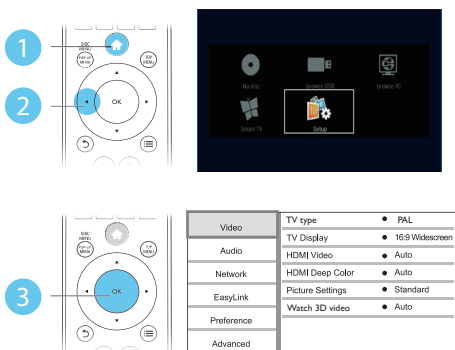 1
DISC
MENU
POP-UP
MENU
TOP
MENU
2
OK
No disc
browse USB
browse PC
Smart TV
Setup
DISC
MENU
POP-UP
MENU
TOP
MENU
3
OK
Video
Audio
Network
EasyLink
Preference
Advanced
TV type • PAL
TV Display • 16:9 Widescreen
HDMI Video • Auto
HDMI Deep Color • Auto
Picture Settings • Standard
Watch 3D video • Auto